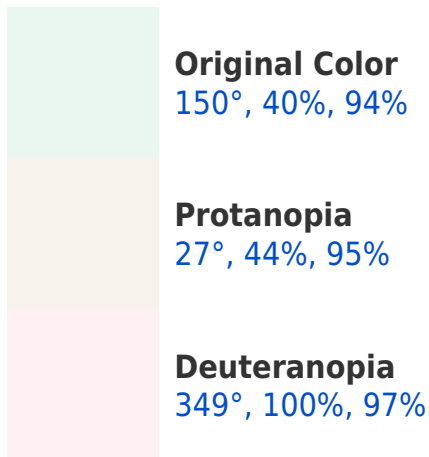 Original Color
150°, 40%, 94%
Protanopia
27°, 44%, 95%
Deuteranopia
349°, 100%, 97%